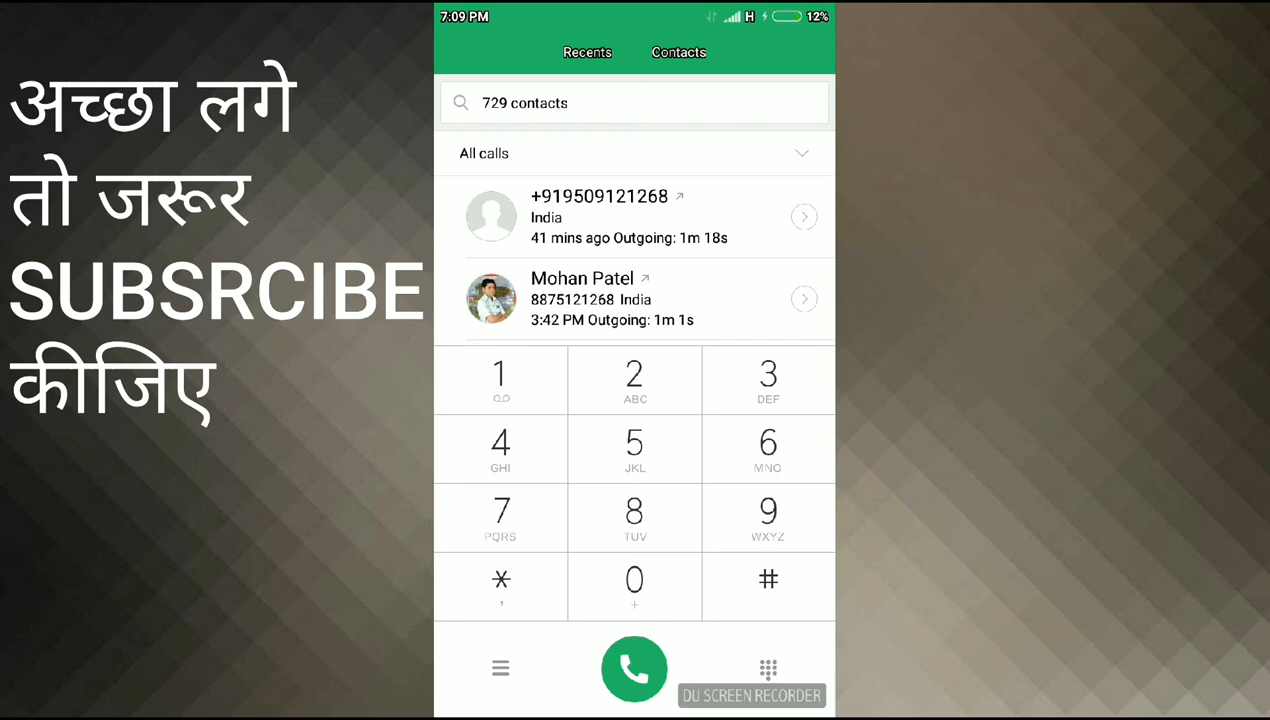 अच्छा लगे
तो जरूर
SUBSRCIBE
कीजिए
7:09 PM H 12%
Recents Contacts
729 contacts
All calls
+919509121268
India
41 mins ago Outgoing: 1m 18s
Mohan Patel
8875121268 India
3:42 PM Outgoing: 1m 1s
1 2 3
ABC DEF
4 5 6
GHI JKL MNO
7 8 9
PQRS TUV WXYZ
* 0 #
, +
DU SCREEN RECORDER